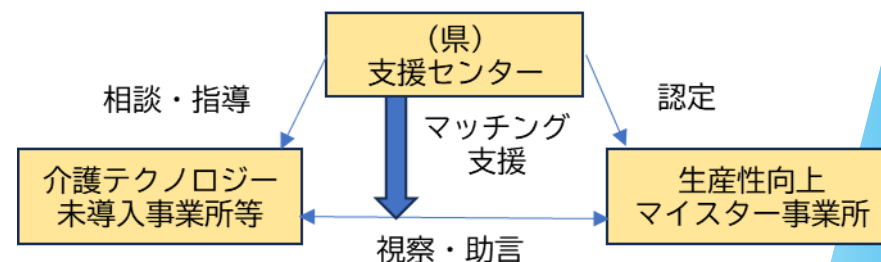 （県）
支援センター
相談・指導
認定
マッチング
支援
介護テクノロジー
未導入事業所等
生産性向上
マイスター事業所
視察・助言